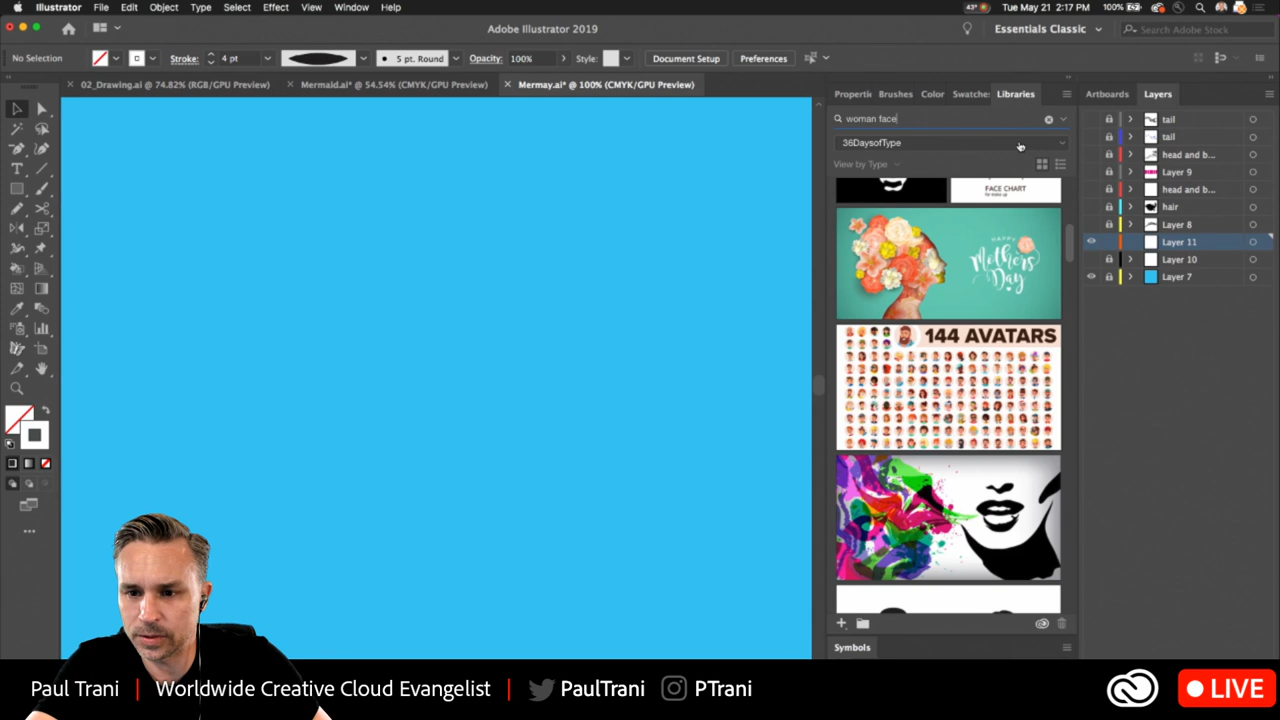 Illustrator File Edit Object Type Select Effect View Window Help 43° 100% Tue May 21 2:17 PM
Adobe Illustrator 2019 Essentials Classic Search Adobe Stock
No Selection Stroke: 4 pt 5 pt. Round Opacity: 100% Style: Document Setup Preferences
02_Drawing.ai @ 74.82% (RGB/GPU Preview) Mermaid.ai* @ 54.54% (CMYK/GPU Preview) Mermay.ai* @ 100% (CMYK/GPU Preview)
Properti Brushes Color Swatche Libraries Artboards Layers
woman face
36DaysofType
View by Type
FACE CHART
HAPPY
Mothers
Day
144 AVATARS
Symbols
tail
tail
head and b...
Layer 9
head and b...
hair
Layer 8
Layer 11
Layer 10
Layer 7
Paul Trani | Worldwide Creative Cloud Evangelist | PaulTrani PTrani LIVE